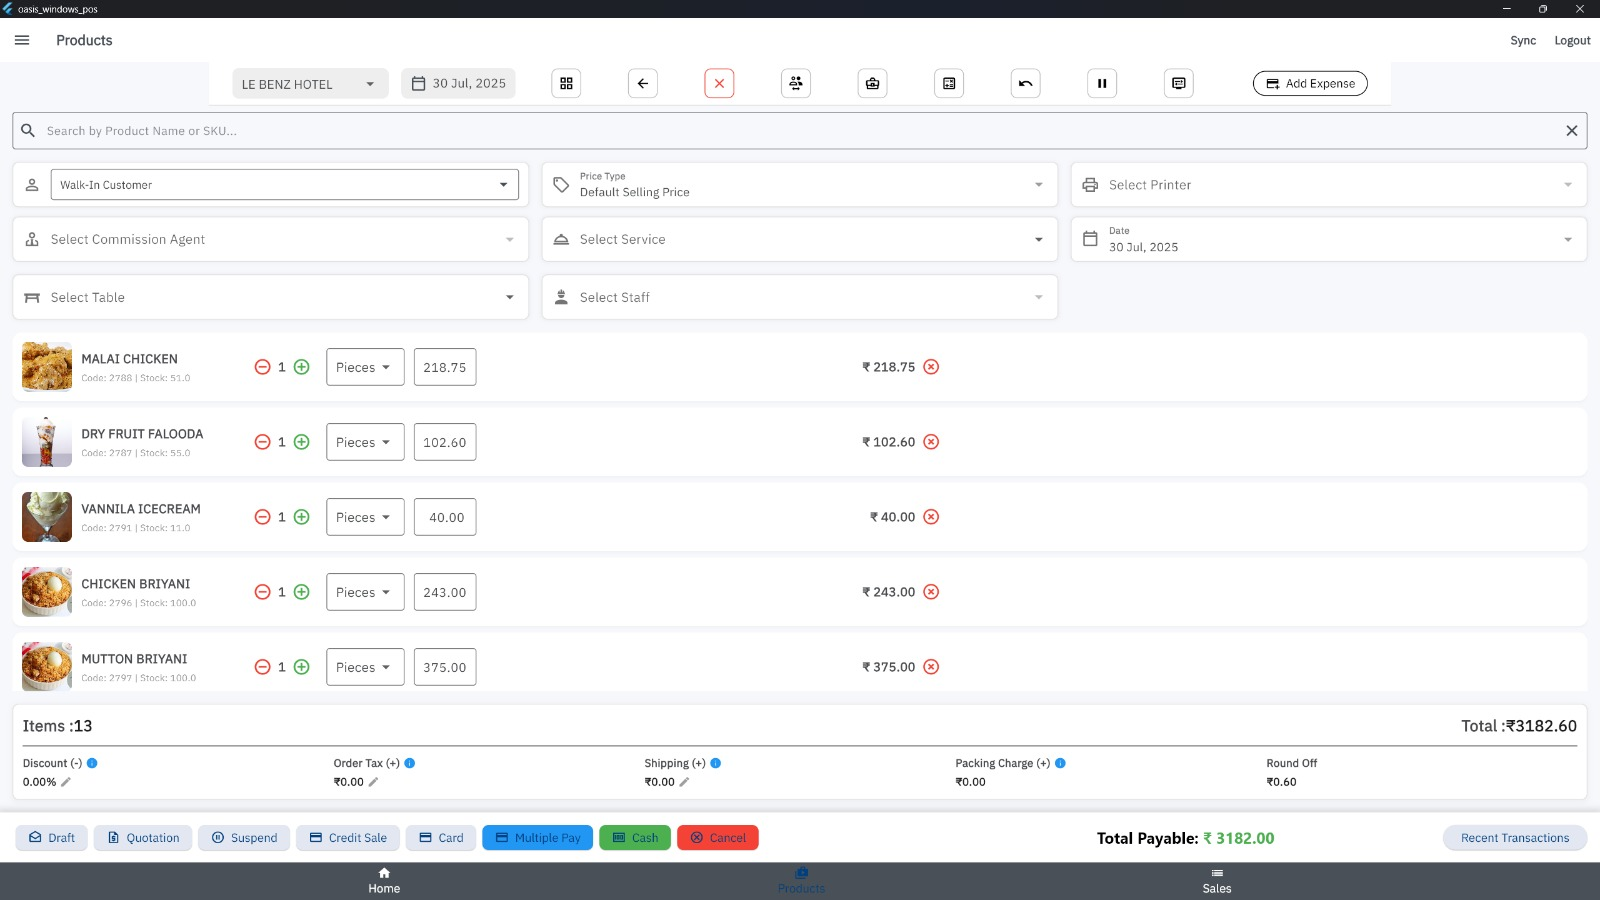 oasis_windows_pos
Products
Sync
Logout
LE BENZ HOTEL
30 Jul, 2025
Add Expense
Search by Product Name or SKU...
Walk-In Customer
Price Type
Default Selling Price
Select Printer
Select Commission Agent
Select Service
Date
30 Jul, 2025
Select Table
Select Staff
MALAI CHICKEN
Code: 2788 | Stock: 51.0
1
Pieces
218.75
₹ 218.75
DRY FRUIT FALOODA
Code: 2787 | Stock: 55.0
1
Pieces
102.60
₹ 102.60
VANNILA ICECREAM
Code: 2791 | Stock: 11.0
1
Pieces
40.00
₹ 40.00
CHICKEN BRIYANI
Code: 2796 | Stock: 100.0
1
Pieces
243.00
₹ 243.00
MUTTON BRIYANI
Code: 2797 | Stock: 100.0
1
Pieces
375.00
₹ 375.00
Items :13
Total :₹3182.60
Discount (-)
0.00%
Order Tax (+)
₹0.00
Shipping (+)
₹0.00
Packing Charge (+)
₹0.00
Round Off
₹0.60
Draft
Quotation
Suspend
Credit Sale
Card
Multiple Pay
Cash
Cancel
Total Payable: ₹ 3182.00
Recent Transactions
Home
Products
Sales